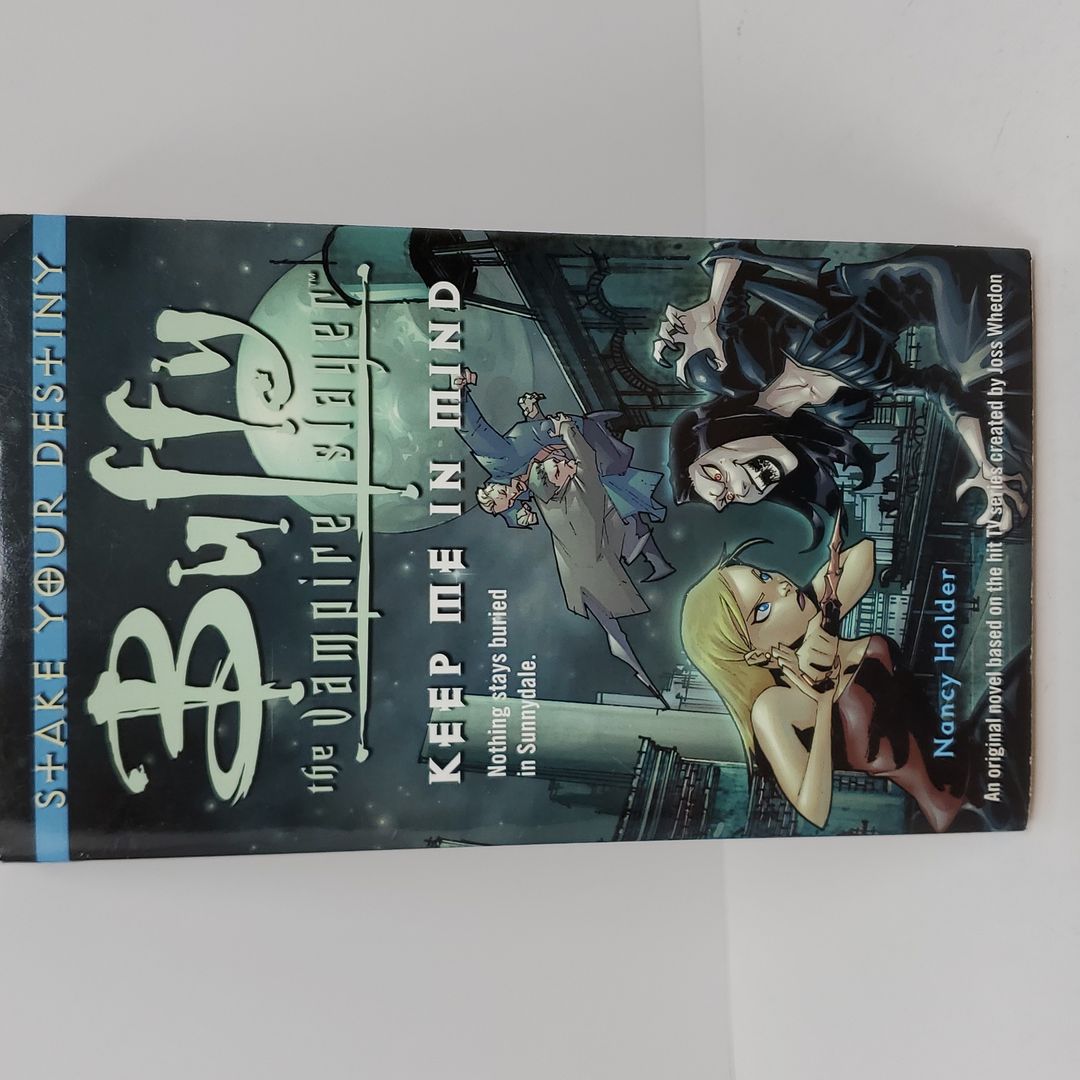 STAKE YOUR DESTINY
Buffy
the vampire slayer™
KEEP ME IN MIND
Nothing stays buried
in Sunnydale.
Nancy Holder
An original novel based on the hit TV series created by Joss Whedon